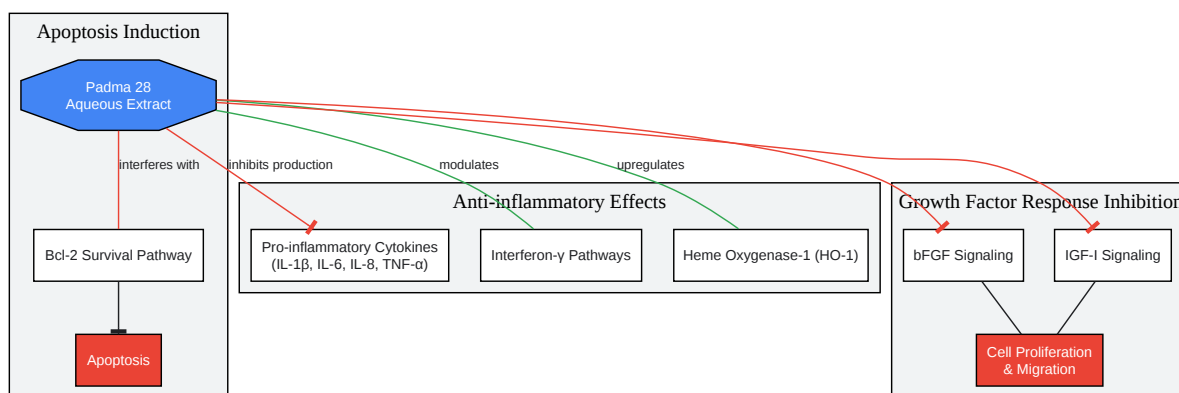 Apoptosis Induction
Padma 28
Aqueous Extract
interferes with
inhibits production
modulates
upregulates
Anti-inflammatory Effects
Growth Factor Response Inhibition
Bcl-2 Survival Pathway
Pro-inflammatory Cytokines
(IL-1β, IL-6, IL-8, TNF-α)
Interferon-γ Pathways
Heme Oxygenase-1 (HO-1)
bFGF Signaling
IGF-I Signaling
Apoptosis
Cell Proliferation
& Migration